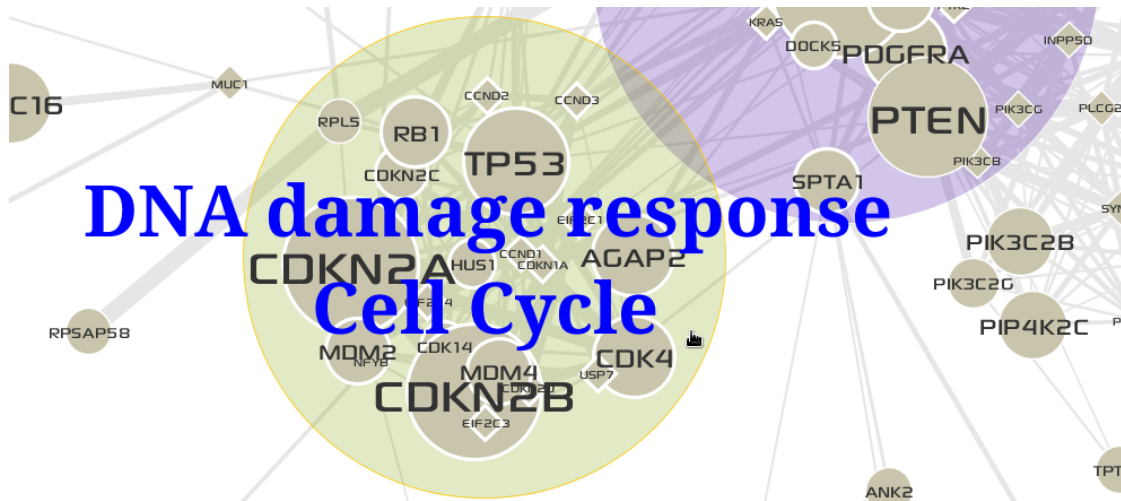 KRAS
DOCK5
PDGFRA
INPP5D
C16
MUC1
CCND2
CCND3
PTEN
PIK3CG
PLCG2
RPL5
RB1
TP53
PIK3CB
CDKN2C
SPTA1
DNA damage response
EIF2C1
SY
PIK3C2B
CDKN2A
HUS1
CCND1
CDKN1A
AGAP2
PIK3C2G
Cell Cycle
RPSAP58
PIP4K2C
P
MDM2
NFYB
CDK14
CDK4
MDM4
USP7
CDKN2B
EIF2C3
TPT
ANK2